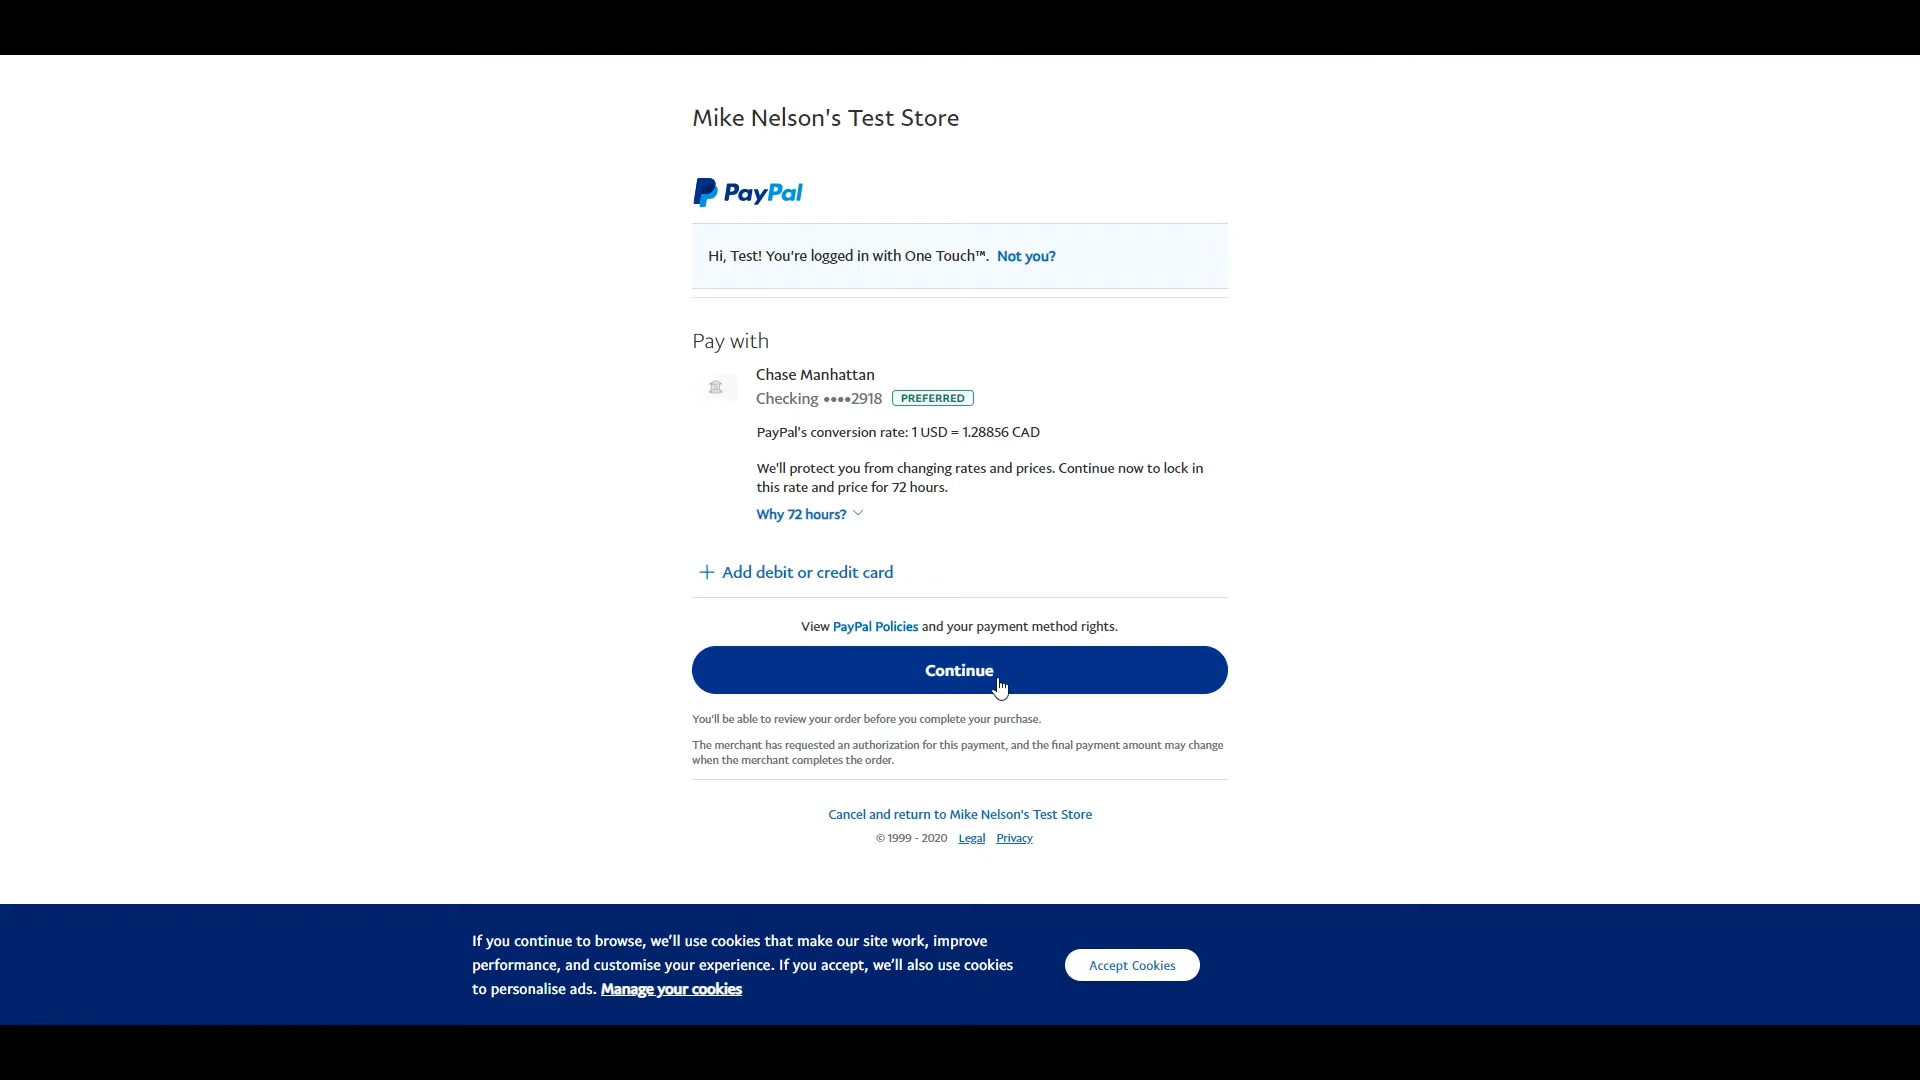 Mike Nelson's Test Store
PayPal
Hi, Test! You're logged in with One Touch™. Not you?
Pay with
Chase Manhattan
Checking ••••2918 PREFERRED
PayPal's conversion rate: 1 USD = 1.28856 CAD
We'll protect you from changing rates and prices. Continue now to lock in
this rate and price for 72 hours.
Why 72 hours?
+ Add debit or credit card
View PayPal Policies and your payment method rights.
Continue
You'll be able to review your order before you complete your purchase.
The merchant has requested an authorization for this payment, and the final payment amount may change
when the merchant completes the order.
Cancel and return to Mike Nelson's Test Store
© 1999 - 2020 Legal Privacy
If you continue to browse, we'll use cookies that make our site work, improve
performance, and customise your experience. If you accept, we'll also use cookies
to personalise ads. Manage your cookies
Accept Cookies